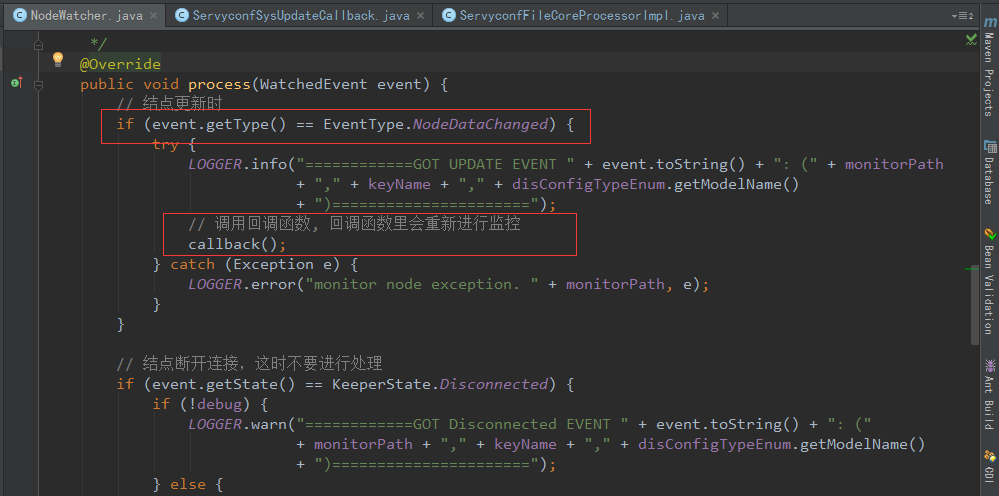 NodeWatcher.java × ServyconfSysUpdateCallback.java × ServyconfFileCoreProcessorImpl.java × 2
*/
@Override
public void process(WatchedEvent event) {
// 结点更新时
if (event.getType() == EventType.NodeDataChanged) {
try {
LOGGER.info("============GOT UPDATE EVENT " + event.toString() + ": (" + monitorPath
+ "," + keyName + "," + disConfigTypeEnum.getModelName()
+ ")======================");
// 调用回调函数, 回调函数里会重新进行监控
callback();
} catch (Exception e) {
LOGGER.error("monitor node exception. " + monitorPath, e);
}
}
// 结点断开连接，这时不要进行处理
if (event.getState() == KeeperState.Disconnected) {
if (!debug) {
LOGGER.warn("============GOT Disconnected EVENT " + event.toString() + ": ("
+ monitorPath + "," + keyName + "," + disConfigTypeEnum.getModelName()
+ ")======================");
} else {
Maven Projects
Database
Bean Validation
Ant Build
CDI